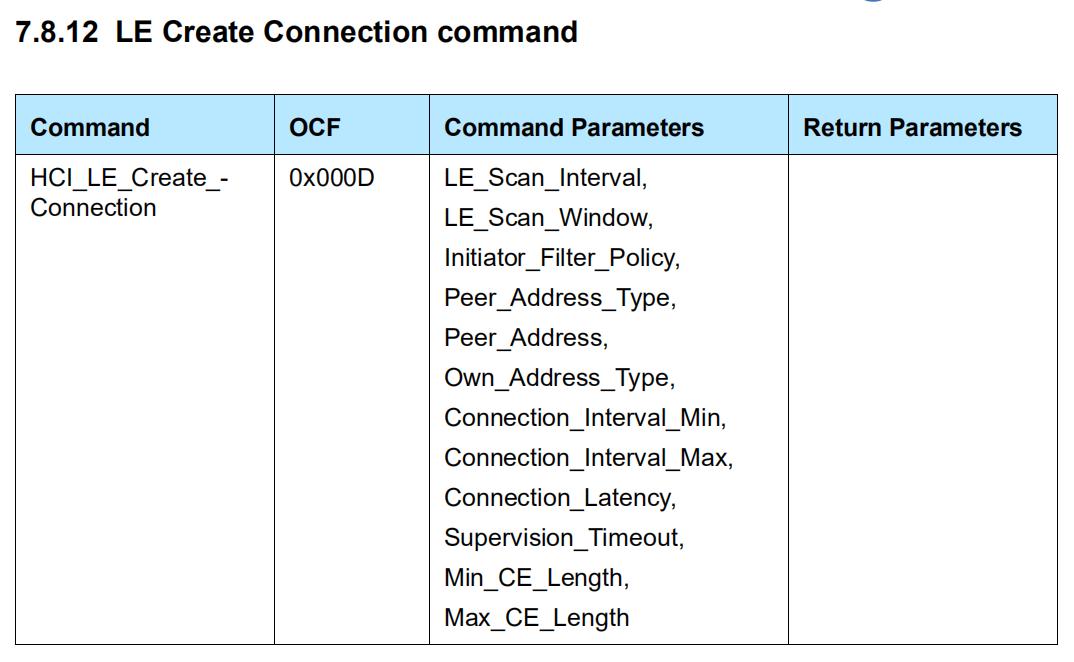 7.8.12 LE Create Connection command
Command OCF Command Parameters Return Parameters
HCI_LE_Create_-
Connection
0x000D
LE_Scan_Interval,
LE_Scan_Window,
Initiator_Filter_Policy,
Peer_Address_Type,
Peer_Address,
Own_Address_Type,
Connection_Interval_Min,
Connection_Interval_Max,
Connection_Latency,
Supervision_Timeout,
Min_CE_Length,
Max_CE_Length